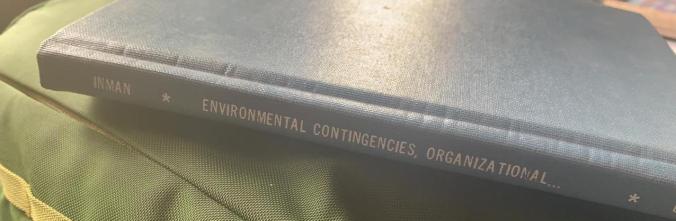 INMAN * ENVIRONMENTAL CONTINGENCIES, ORGANIZATIONAL... *